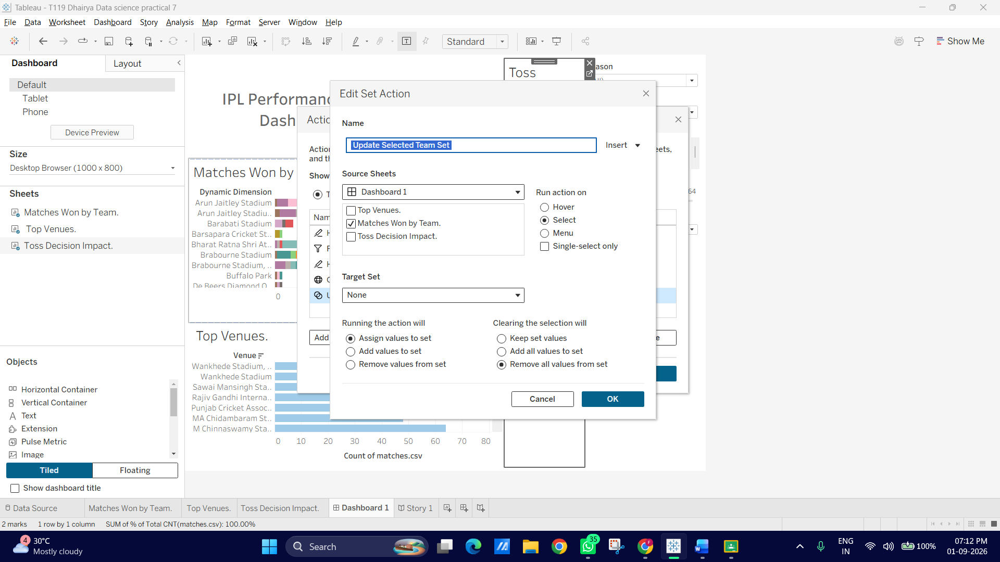 Tableau - T119 Dhairya Data science practical 7
File Data Worksheet Dashboard Story Analysis Map Format Server Window Help
Standard
Show Me
Dashboard
Layout
Default
Tablet
Phone
Device Preview
Size
Desktop Browser (1000 x 800)
Sheets
Matches Won by Team.
Top Venues.
Toss Decision Impact.
Objects
Horizontal Container
Vertical Container
Text
Extension
Pulse Metric
Image
Tiled
Floating
Show dashboard title
IPL Performanc
Dash
Toss
ason
Matches Won by
Dynamic Dimension
Arun Jaitley Stadium
Arun Jaitley Stadiu..
Barabati Stadium
Barsapara Cricket St..
Bharat Ratna Shri At..
Brabourne Stadium
Brabourne Stadium, ..
Buffalo Park
De Beers Diamond O..
0
Top Venues.
Venue
Wankhede Stadium, ..
Wankhede Stadium
Sawai Mansingh Sta..
Rajiv Gandhi Interna..
Punjab Cricket Assoc..
MA Chidambaram St..
M Chinnaswamy Sta..
0 10 20 30 40 50 60 70 80
Count of matches.csv
64
Actio
Action
eets,
and th
Show
T
Nam
H
F
H
U
Add
e
Edit Set Action
Name
Update Selected Team Set
Insert
Source Sheets
Dashboard 1
Top Venues.
Matches Won by Team.
Toss Decision Impact.
Run action on
Hover
Select
Menu
Single-select only
Target Set
None
Running the action will
Assign values to set
Add values to set
Remove values from set
Clearing the selection will
Keep set values
Add all values to set
Remove all values from set
Cancel
OK
Data Source
Matches Won by Team.
Top Venues.
Toss Decision Impact.
Dashboard 1
Story 1
2 marks 1 row by 1 column SUM of % of Total CNT(matches.csv): 100.00%
4
30°C
Mostly cloudy
Search
35
F
ENG
IN
100%
07:12 PM
01-09-2026